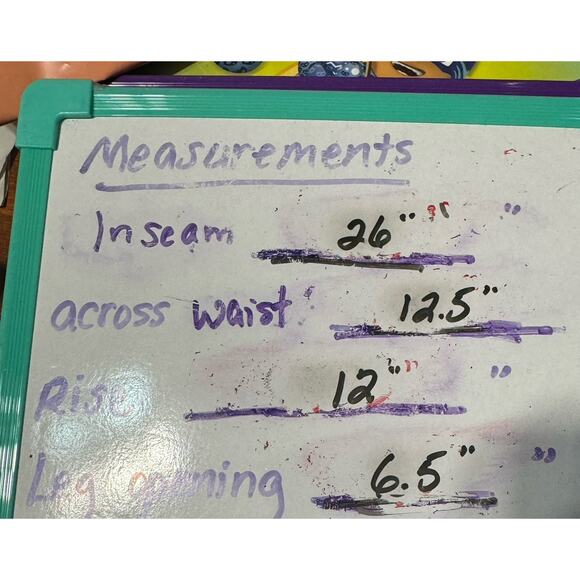 Measurements
Inseam 26" " "
across waist 12.5"
Rise 12" " "
Leg opening 6.5" "